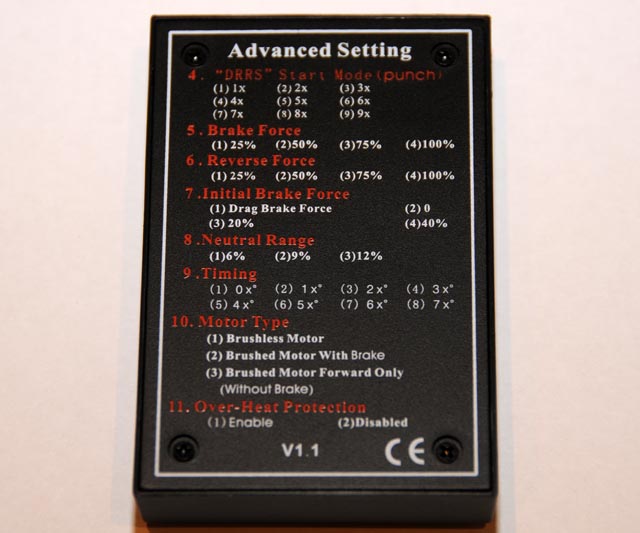 Advanced Setting
4. "DRRS" Start Mode(punch)
(1) 1x (2) 2x (3) 3x
(4) 4x (5) 5x (6) 6x
(7) 7x (8) 8x (9) 9x
5.Brake Force
(1) 25% (2)50% (3)75% (4)100%
6.Reverse Force
(1) 25% (2)50% (3)75% (4)100%
7.Initial Brake Force
(1) Drag Brake Force (2) 0
(3) 20% (4)40%
8.Neutral Range
(1)6% (2)9% (3)12%
9.Timing
(1) 0x° (2) 1x° (3) 2x° (4) 3x°
(5) 4x° (6) 5x° (7) 6x° (8) 7x°
10. Motor Type
(1) Brushless Motor
(2) Brushed Motor With Brake
(3) Brushed Motor Forward Only
(Without Brake)
11. Over-Heat Protection
(1) Enable (2)Disabled
V1.1 CE